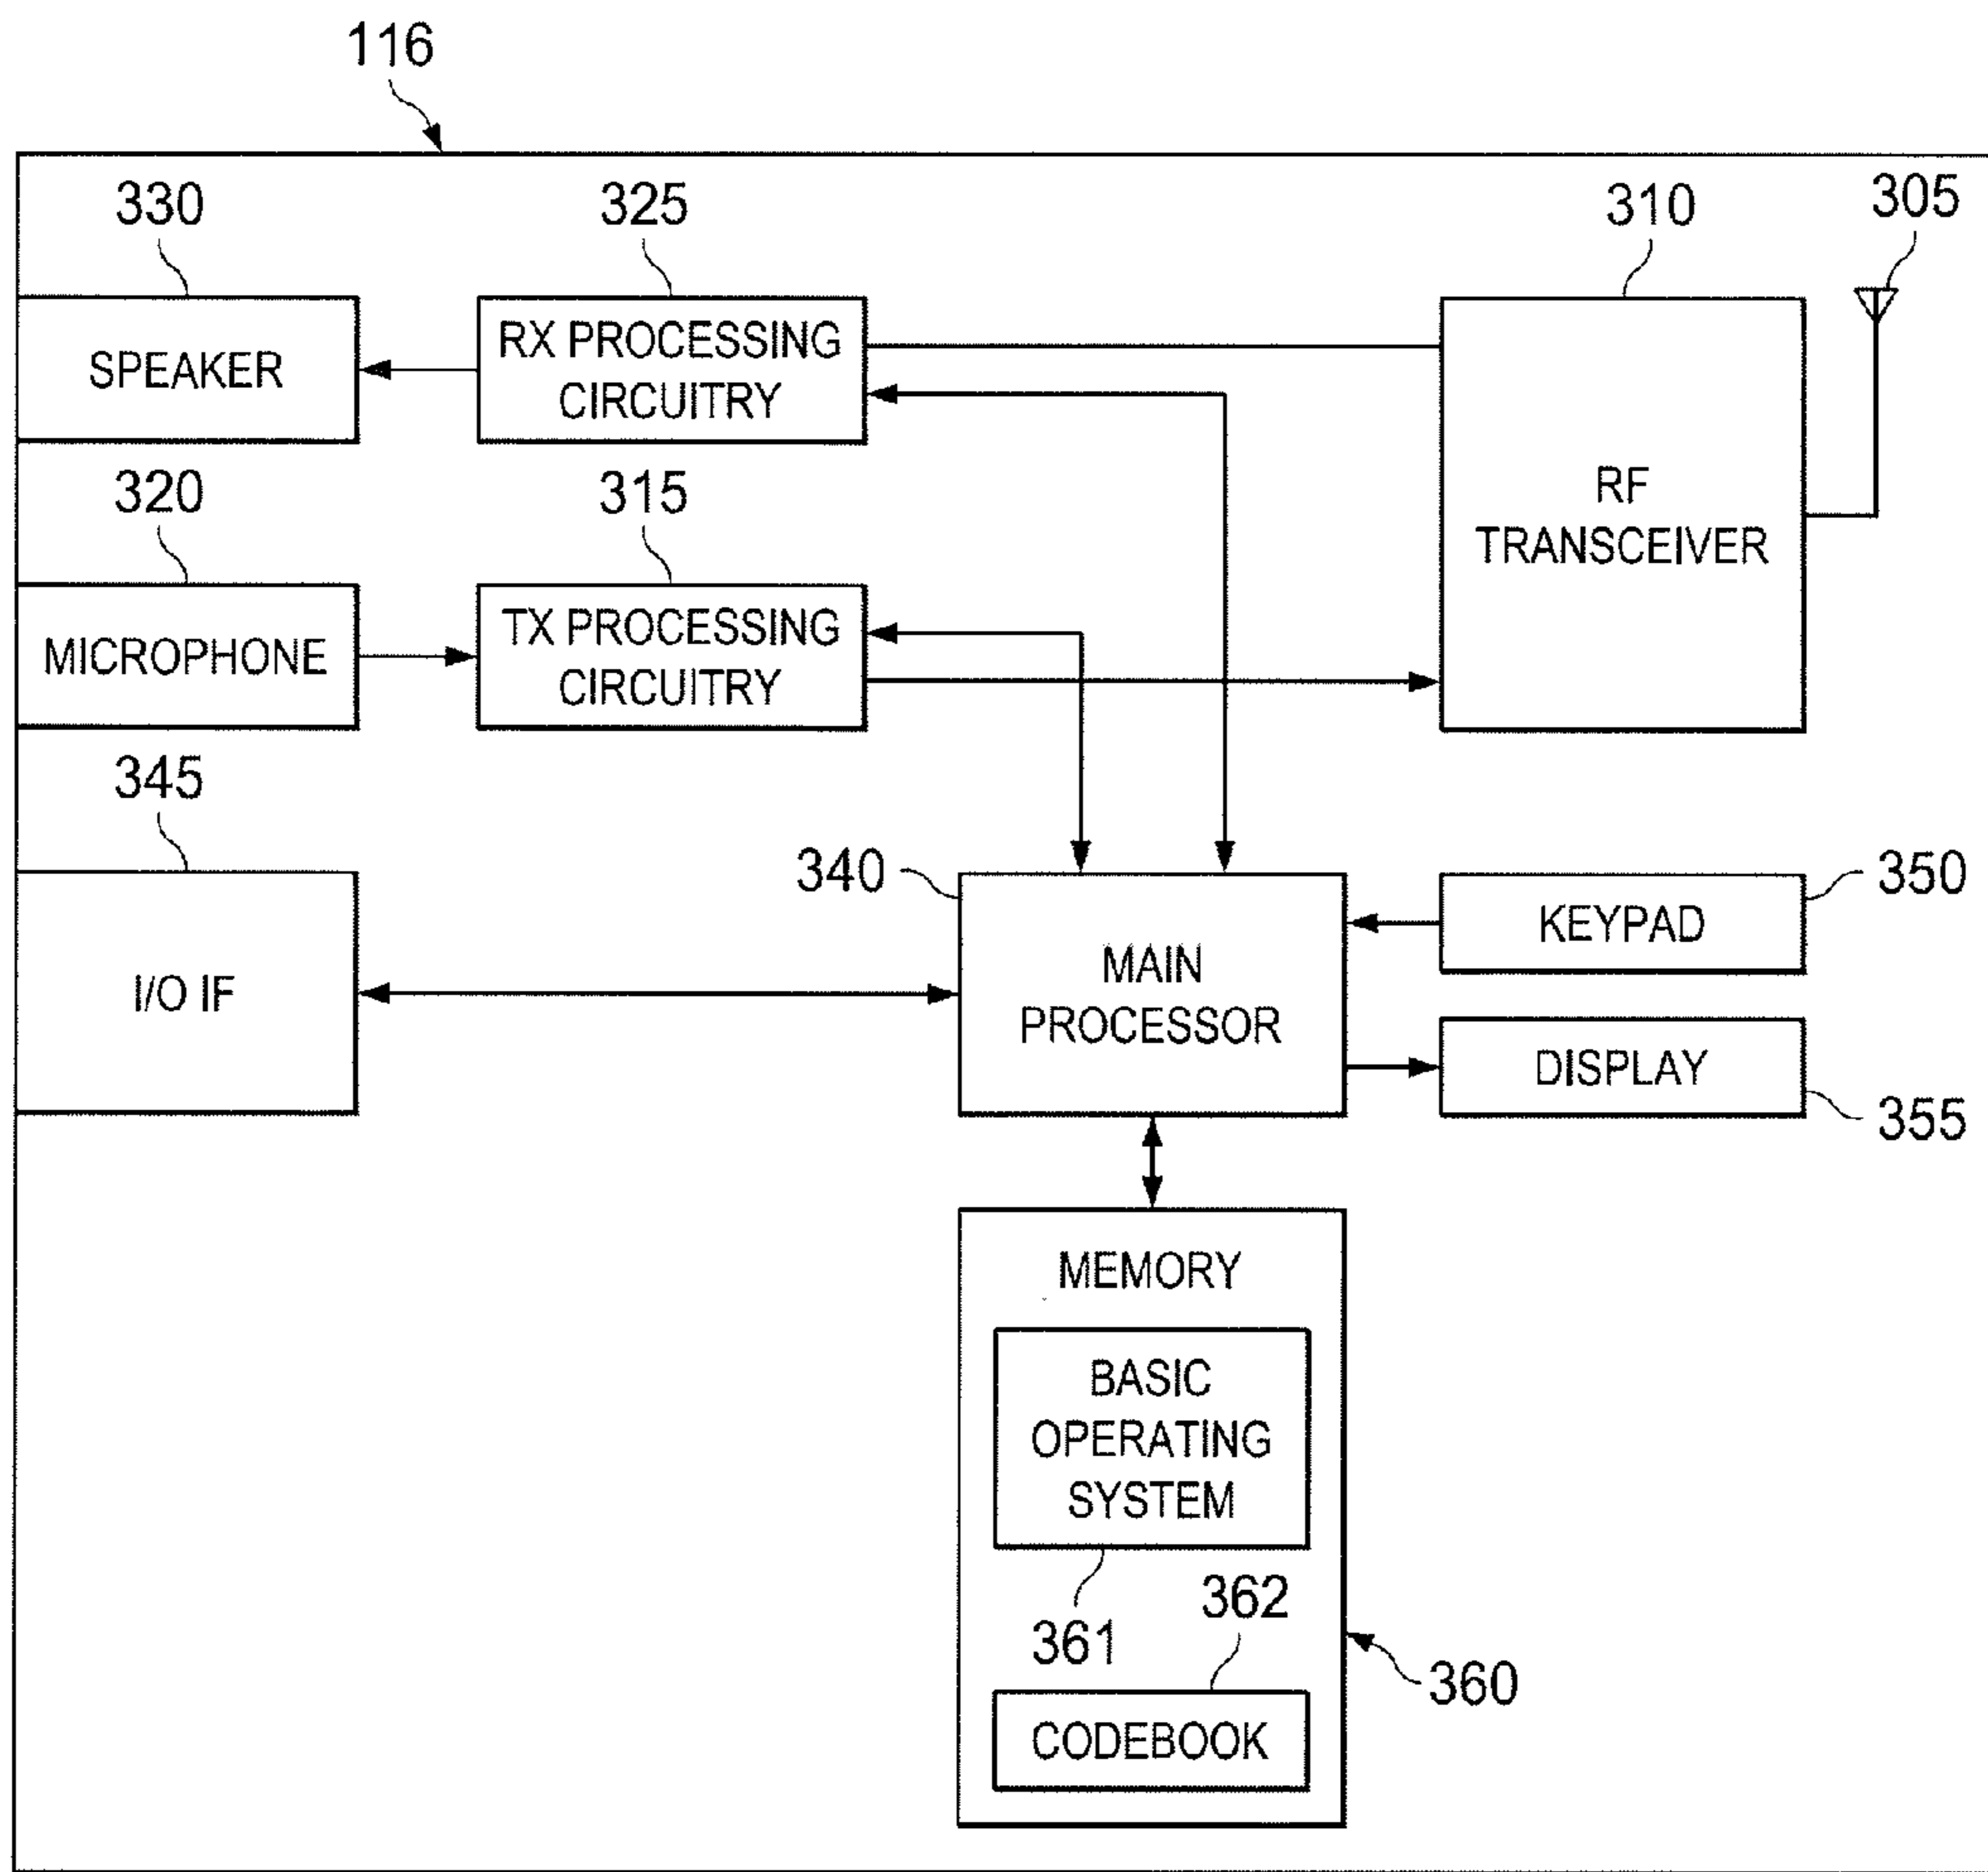 116
330
325
310
305
SPEAKER
RX PROCESSING
CIRCUITRY
RF
TRANSCEIVER
320
315
MICROPHONE
TX PROCESSING
CIRCUITRY
345
340
350
I/O IF
MAIN
PROCESSOR
KEYPAD
DISPLAY
355
MEMORY
BASIC
OPERATING
SYSTEM
361
362
360
CODEBOOK